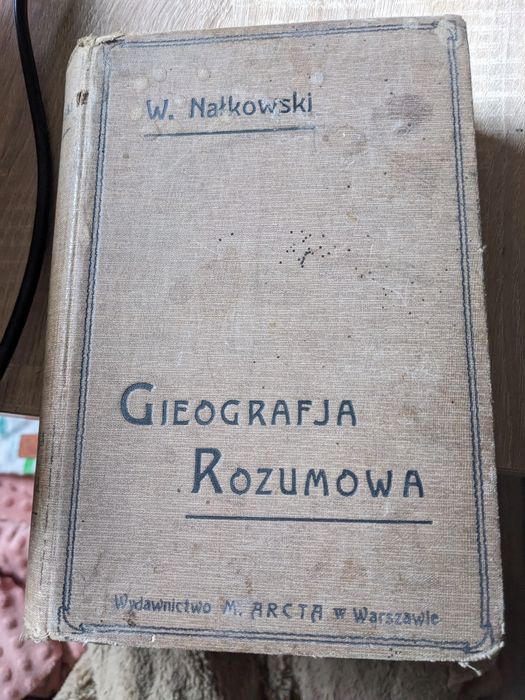 W. Nałkowski
GIEOGRAFJA
ROZUMOWA
Wydawnictwo M. ARCTA w Warszawie